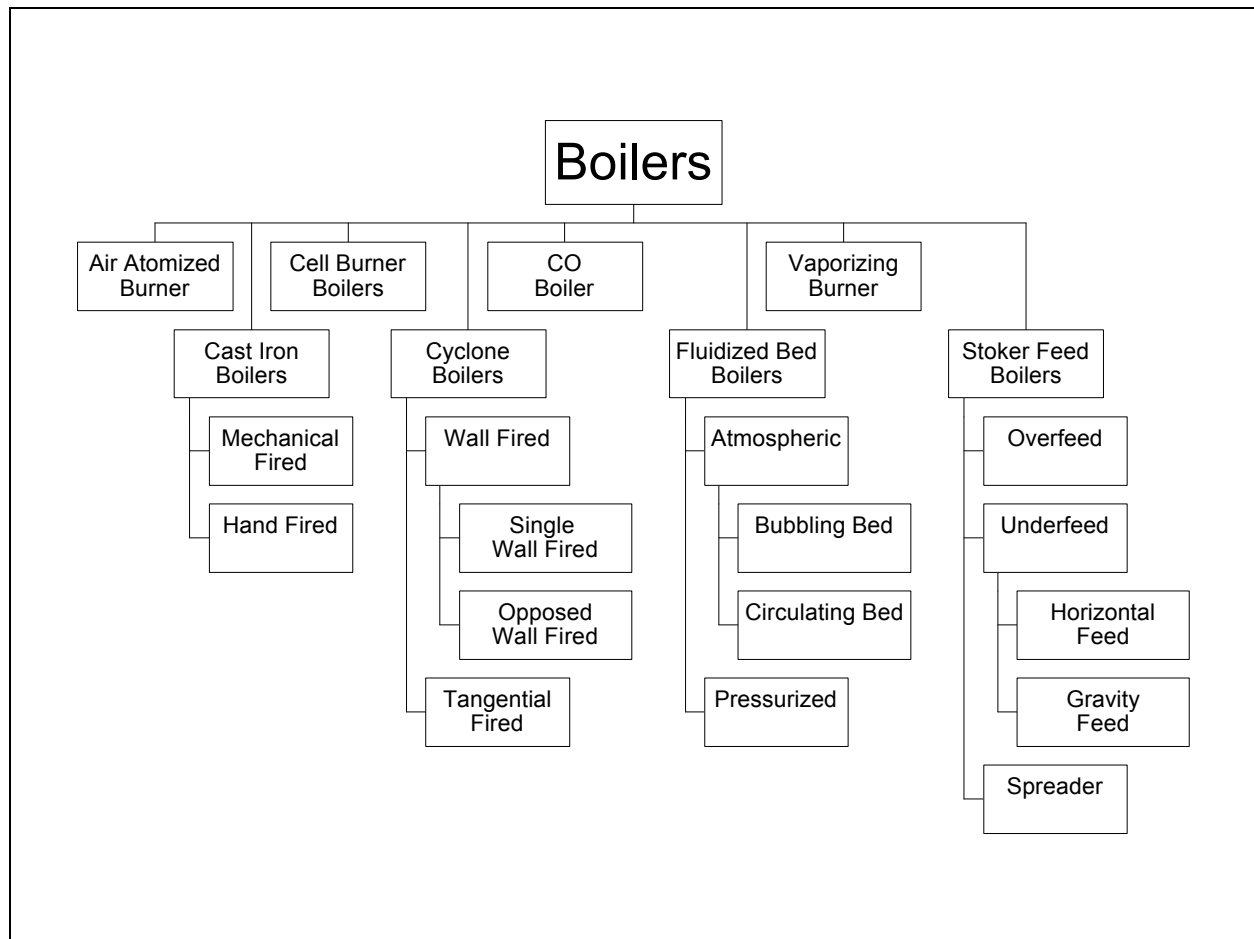 Boilers
Air Atomized
Burner
Cell Burner
Boilers
CO
Boiler
Vaporizing
Burner
Cast Iron
Boilers
Cyclone
Boilers
Fluidized Bed
Boilers
Stoker Feed
Boilers
Mechanical
Fired
Hand Fired
Wall Fired
Single
Wall Fired
Opposed
Wall Fired
Tangential
Fired
Atmospheric
Bubbling Bed
Circulating Bed
Pressurized
Overfeed
Underfeed
Horizontal
Feed
Gravity
Feed
Spreader